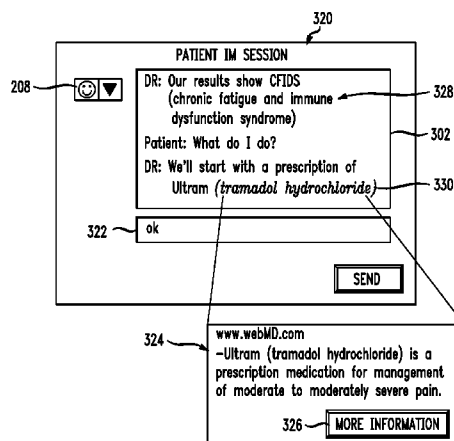 320
PATIENT IM SESSION
208
DR: Our results show CFIDS
(chronic fatigue and immune
dysfunction syndrome)
328
302
Patient: What do I do?
DR: We'll start with a prescription of
Ultram (tramadol hydrochloride)
330
322
ok
SEND
324
www.webMD.com
-Ultram (tramadol hydrochloride) is a
prescription medication for management
of moderate to moderately severe pain.
326
MORE INFORMATION